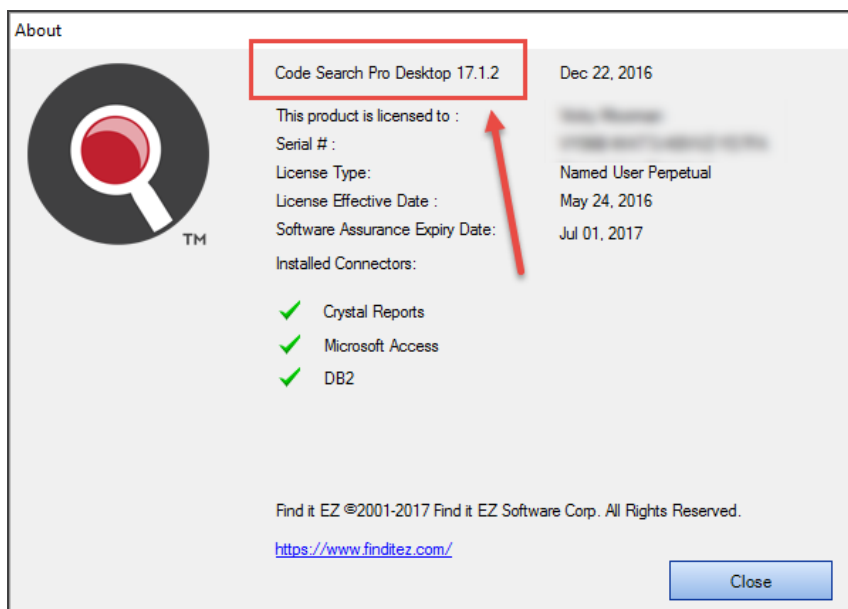 About
Code Search Pro Desktop 17.1.2 Dec 22, 2016
This product is licensed to :
Serial # :
License Type: Named User Perpetual
License Effective Date : May 24, 2016
Software Assurance Expiry Date: Jul 01, 2017
Installed Connectors:
Crystal Reports
Microsoft Access
DB2
TM
Find it EZ ©2001-2017 Find it EZ Software Corp. All Rights Reserved.
https://www.finditez.com/
Close